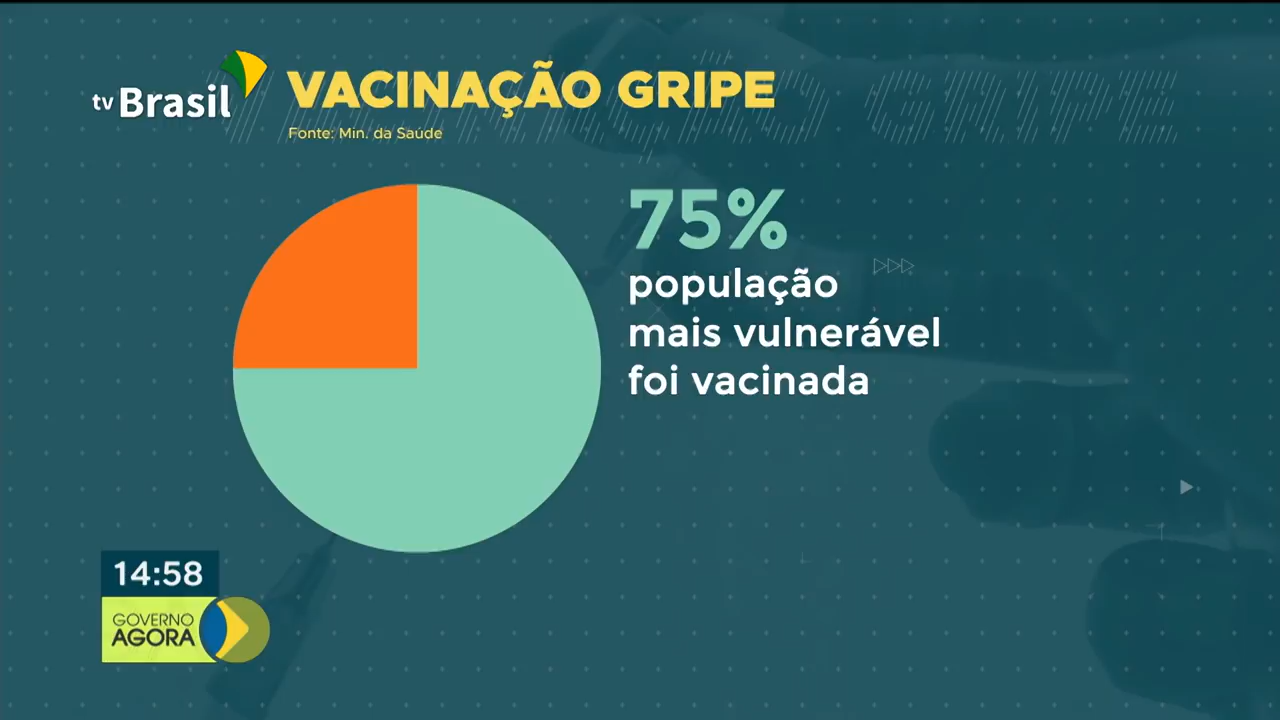 tv Brasil
VACINAÇÃO GRIPE
Fonte: Min. da Saúde
75%
população
mais vulnerável
foi vacinada
14:58
GOVERNO
AGORA